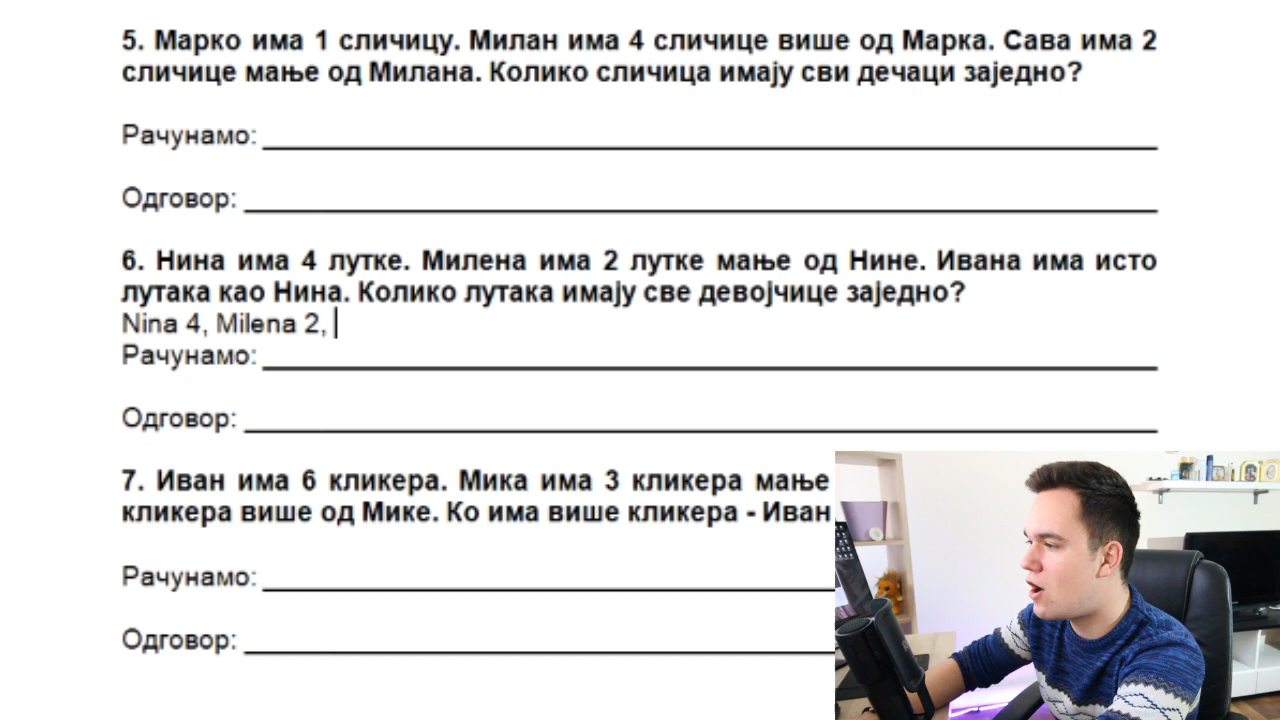 5. Марко има 1 сличицу. Милан има 4 сличице више од Марка. Сава има 2
сличице мање од Милана. Колико сличица имају сви дечаци заједно?
Рачунамо:
Одговор:
6. Нина има 4 лутке. Милена има 2 лутке мање од Нине. Ивана има исто
лутака као Нина. Колико лутака имају све девојчице заједно?
Nina 4, Milena 2,
Рачунамо:
Одговор:
7. Иван има 6 кликера. Мика има 3 кликера мање
кликера више од Мике. Ко има више кликера - Иван
Рачунамо:
Одговор: